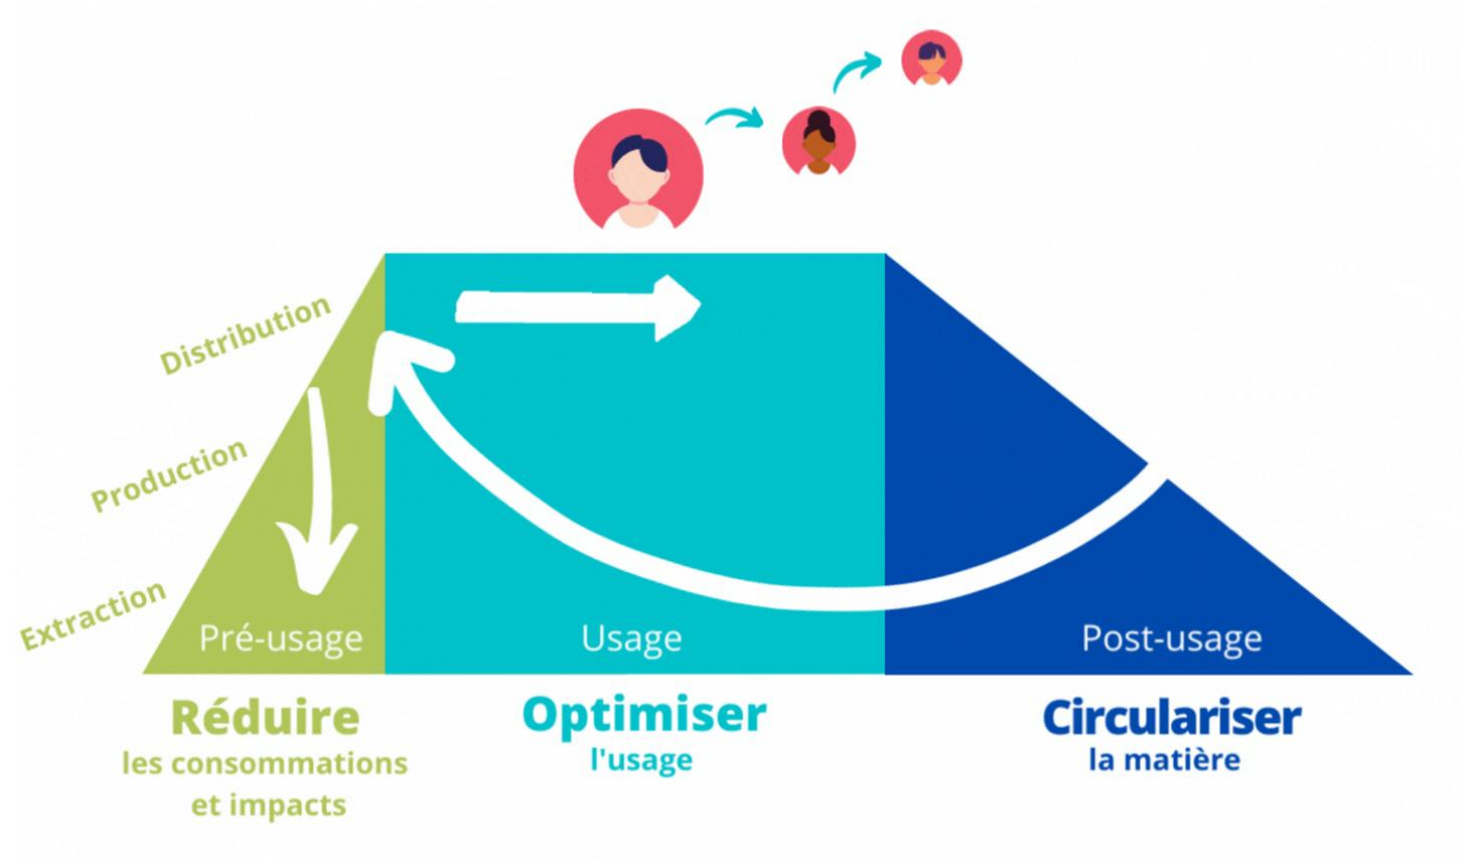 Distribution
Production
Extraction
Pré-usage
Usage
Post-usage
Réduire
les consommations
et impacts
Optimiser
l'usage
Circulariser
la matière